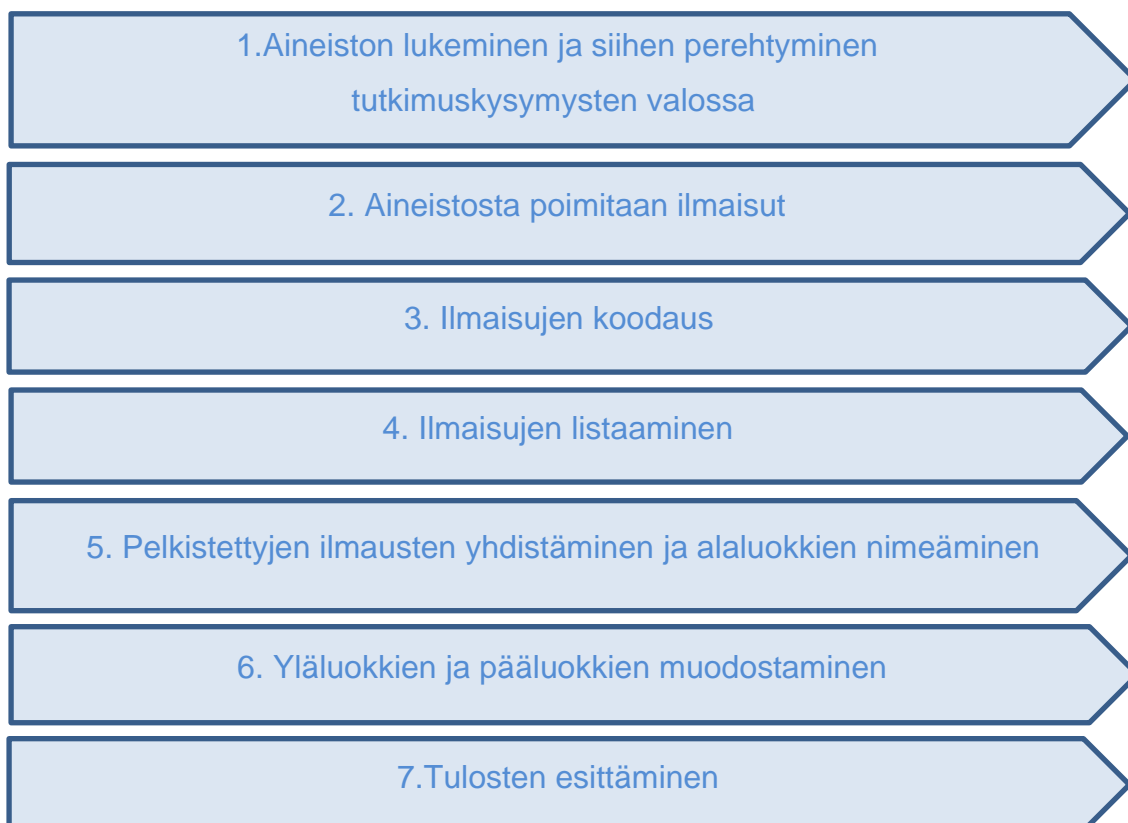 1.Aineiston lukeminen ja siihen perehtyminen
tutkimuskysymysten valossa
2. Aineistosta poimitaan ilmaisut
3. Ilmaisujen koodaus
4. Ilmaisujen listaaminen
5. Pelkistettyjen ilmausten yhdistäminen ja alaluokkien nimeäminen
6. Yläluokkien ja pääluokkien muodostaminen
7.Tulosten esittäminen